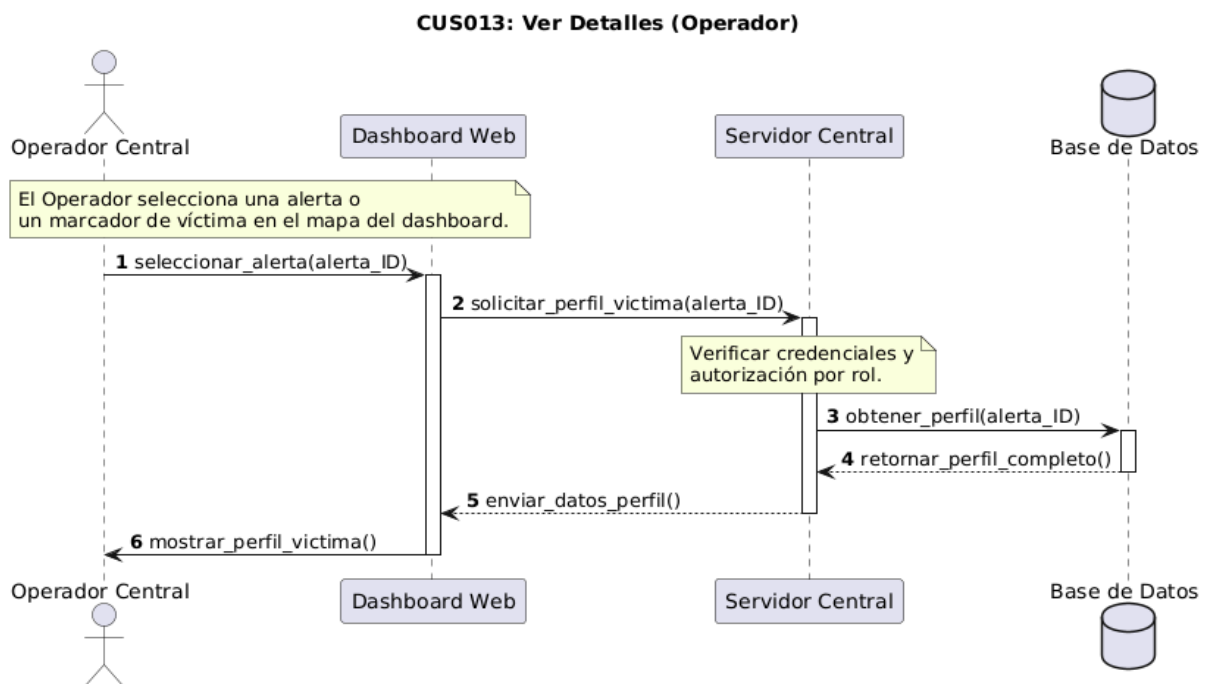 CUS013: Ver Detalles (Operador)
Operador Central
Dashboard Web
Servidor Central
Base de Datos
El Operador selecciona una alerta o
un marcador de víctima en el mapa del dashboard.
1 seleccionar_alerta(alerta_ID)
2 solicitar_perfil_victima(alerta_ID)
Verificar credenciales y
autorización por rol.
3 obtener_perfil(alerta_ID)
4 retornar_perfil_completo()
5 enviar_datos_perfil()
6 mostrar_perfil_victima()
Operador Central
Dashboard Web
Servidor Central
Base de Datos